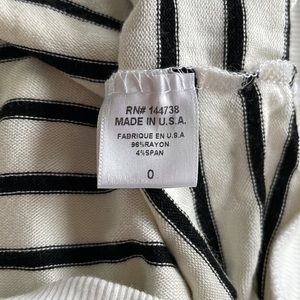 RN# 144738
MADE IN U.S.A.
FABRIQUE EN U.S.A
96%RAYON
4%SPAN
0